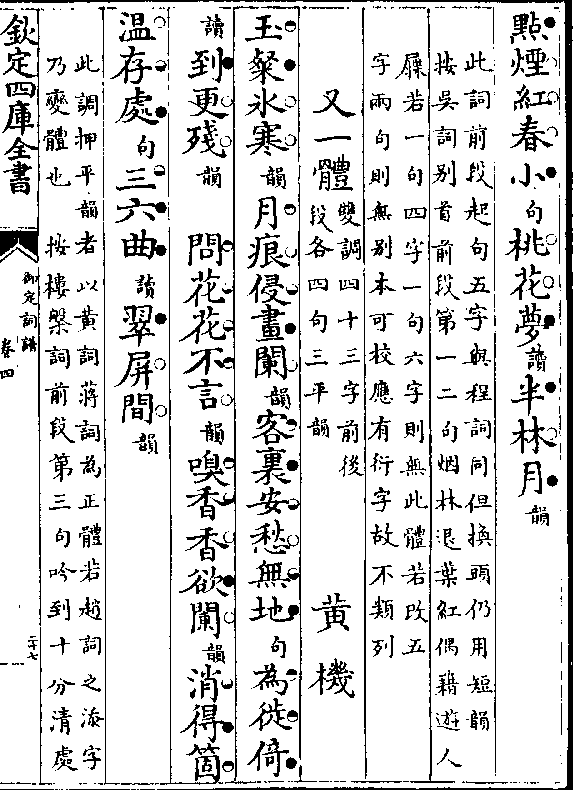 點煙紅春小句桃花夢讀半林月韻
此詞前段起句五字與程詞同但換頭仍用短韻
按吳詞别首前段第一二句烟林退葉紅偶藉遊人
屧若一句四字一句六字則無此體若改五
字兩句則無别本可校應有衍字故不類列
又一體雙調四十三字前後
段各四句三平韻
黄機
玉粲冰寒韻月痕侵畫闌韻客裏安愁無地句為徙倚
讀到更殘韻 問花花不言韻嗅香香欲闌韻消得箇
温存處句三六曲讀翠屏間韻
此調押平韻者以黄詞蔣詞為正體若趙詞之添字
乃變體也 按樓槃詞前段第三句吟到十分清處
欽定四庫全書
御定詞譜
卷四
二十七